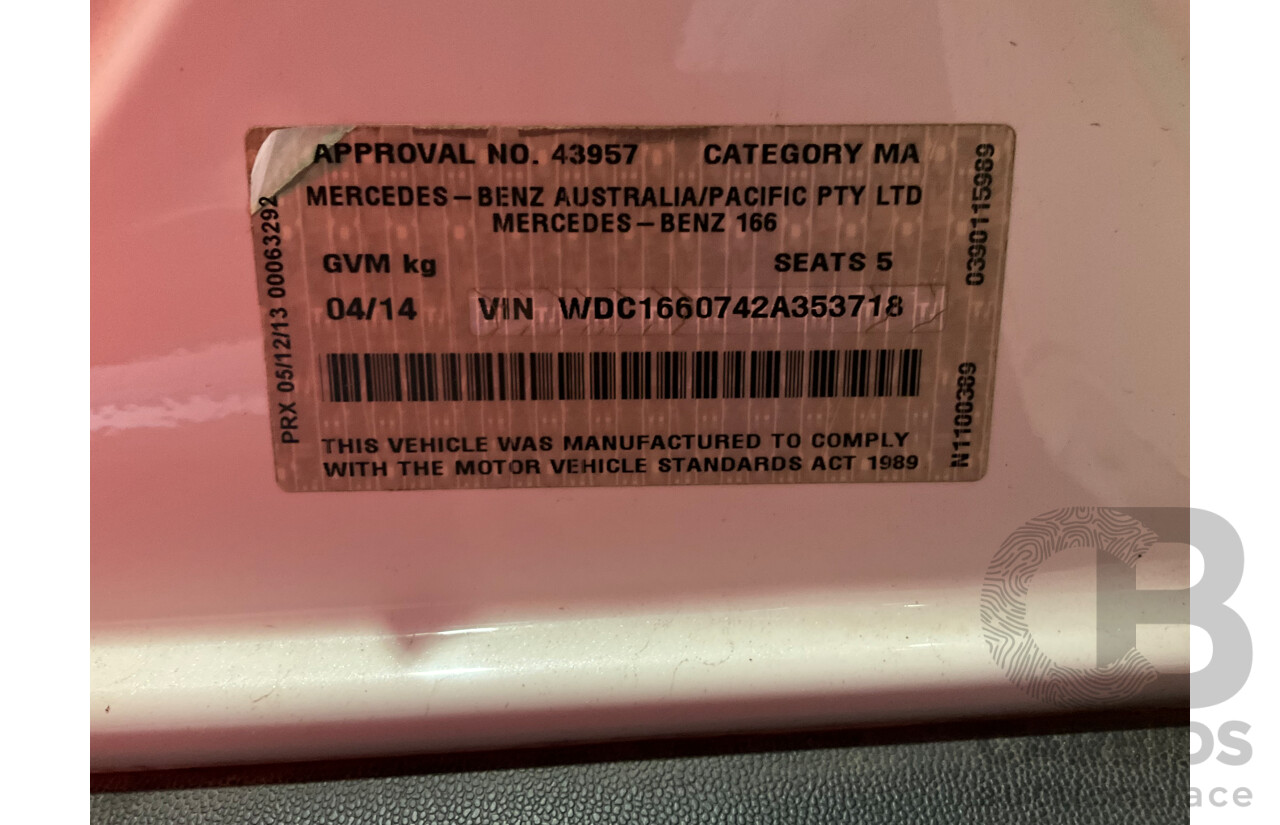 APPROVAL NO. 43957 CATEGORY MA
MERCEDES-BENZ AUSTRALIA/PACIFIC PTY LTD
MERCEDES-BENZ 166
GVM kg SEATS 5
04/14 VIN WDC1660742A353718
THIS VEHICLE WAS MANUFACTURED TO COMPLY
WITH THE MOTOR VEHICLE STANDARDS ACT 1989
PRX 05/12/13 00063292
0390115989
N1100389